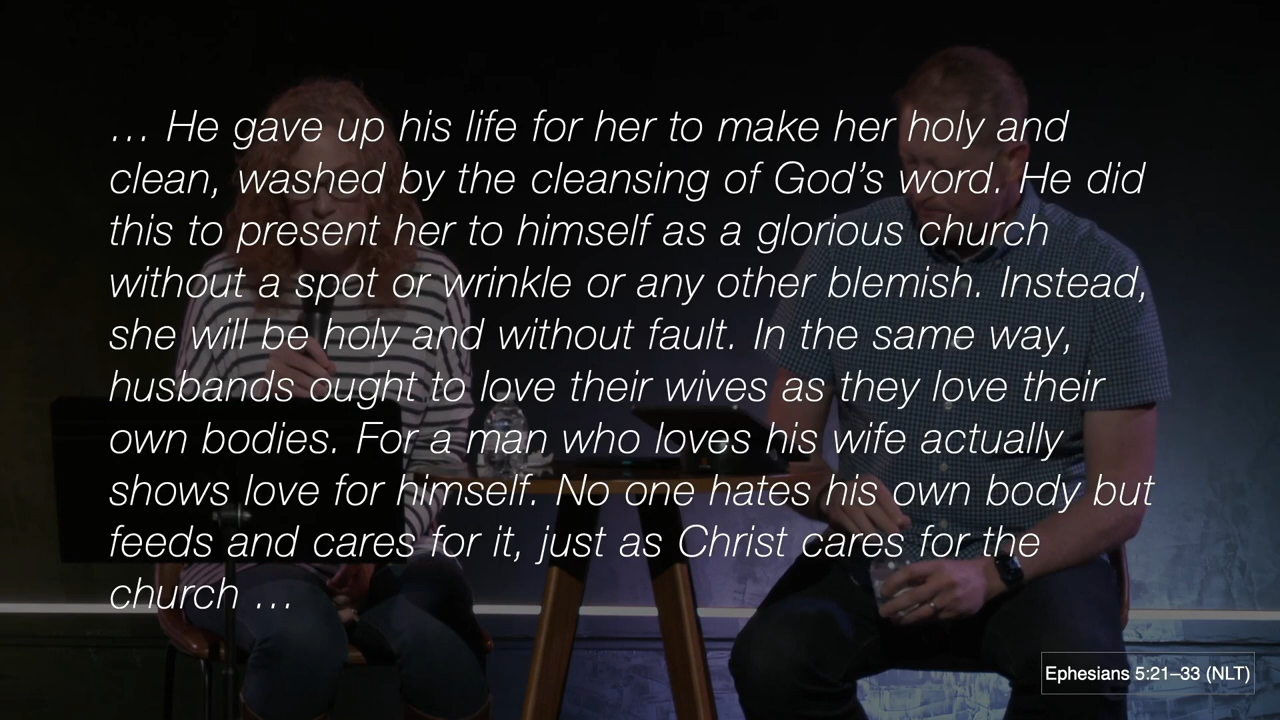 … He gave up his life for her to make her holy and
clean, washed by the cleansing of God’s word. He did
this to present her to himself as a glorious church
without a spot or wrinkle or any other blemish. Instead,
she will be holy and without fault. In the same way,
husbands ought to love their wives as they love their
own bodies. For a man who loves his wife actually
shows love for himself. No one hates his own body but
feeds and cares for it, just as Christ cares for the
church …
Ephesians 5:21–33 (NLT)